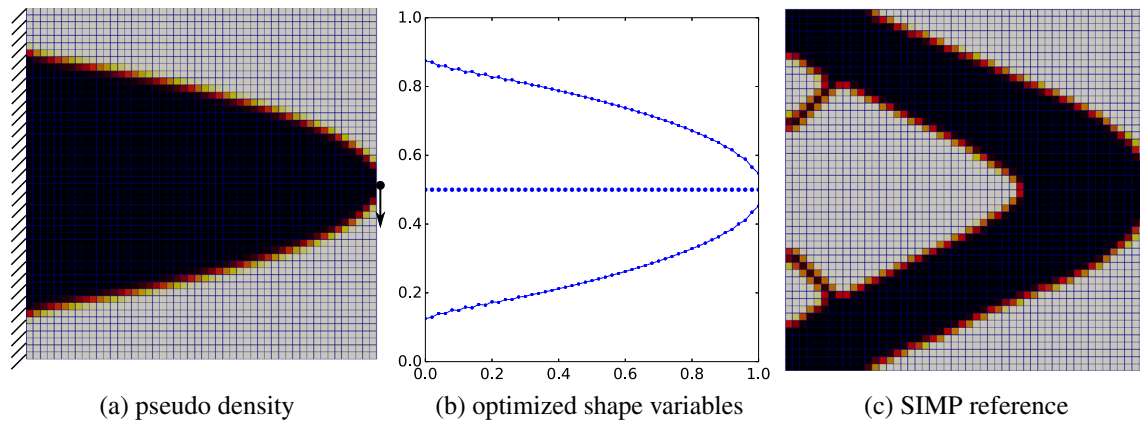 1.0
0.8
0.6
0.4
0.2
0.0
0.0 0.2 0.4 0.6 0.8 1.0
(a) pseudo density
(b) optimized shape variables
(c) SIMP reference